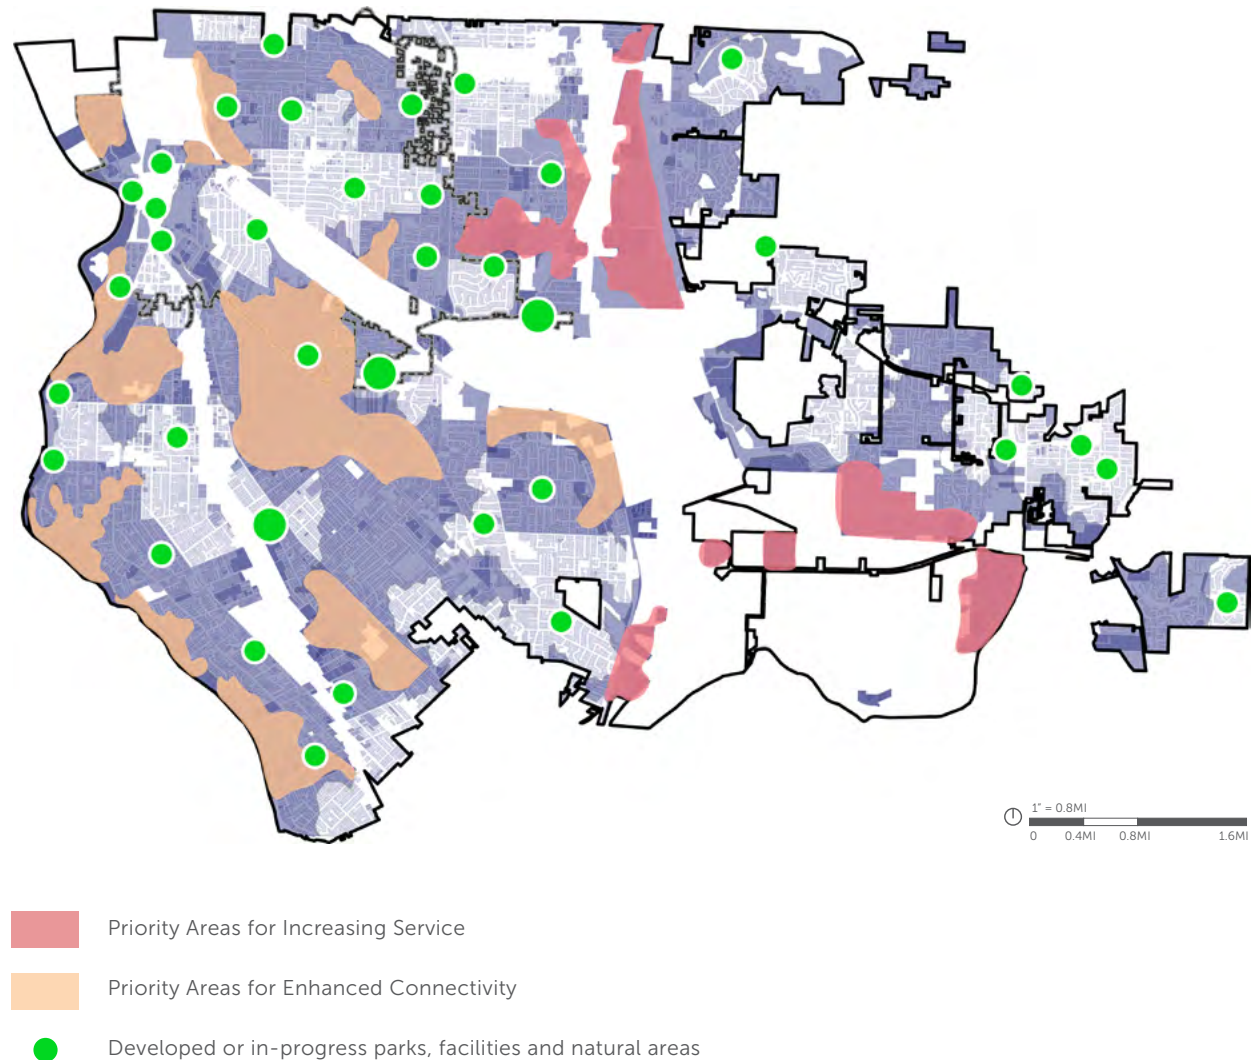 1" = 0.8MI
0 0.4MI 0.8MI 1.6MI
Priority Areas for Increasing Service
Priority Areas for Enhanced Connectivity
Developed or in-progress parks, facilities and natural areas